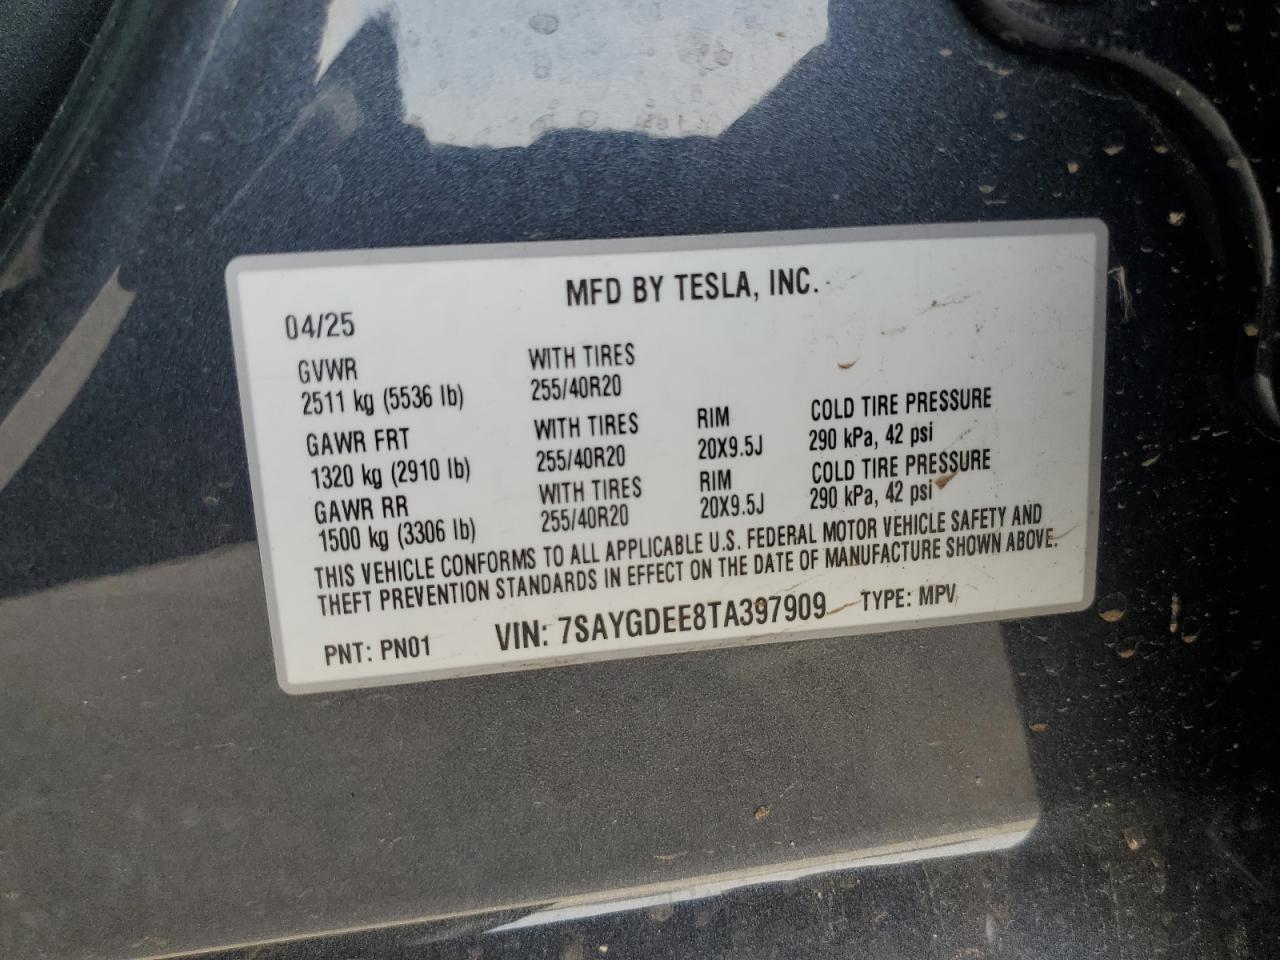 MFD BY TESLA, INC.
04/25
GVWR WITH TIRES
2511 kg (5536 lb) 255/40R20
GAWR FRT WITH TIRES RIM COLD TIRE PRESSURE
1320 kg (2910 lb) 255/40R20 20X9.5J 290 kPa, 42 psi
GAWR RR WITH TIRES RIM COLD TIRE PRESSURE
1500 kg (3306 lb) 255/40R20 20X9.5J 290 kPa, 42 psi
THIS VEHICLE CONFORMS TO ALL APPLICABLE U.S. FEDERAL MOTOR VEHICLE SAFETY AND
THEFT PREVENTION STANDARDS IN EFFECT ON THE DATE OF MANUFACTURE SHOWN ABOVE.
PNT: PN01 VIN: 7SAYGDEE8TA397909 TYPE: MPV